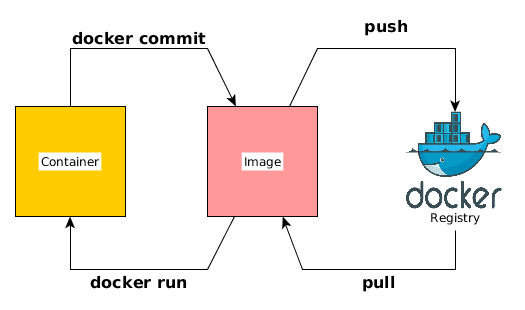 docker commit
push
Container
Image
docker
Registry
docker run
pull